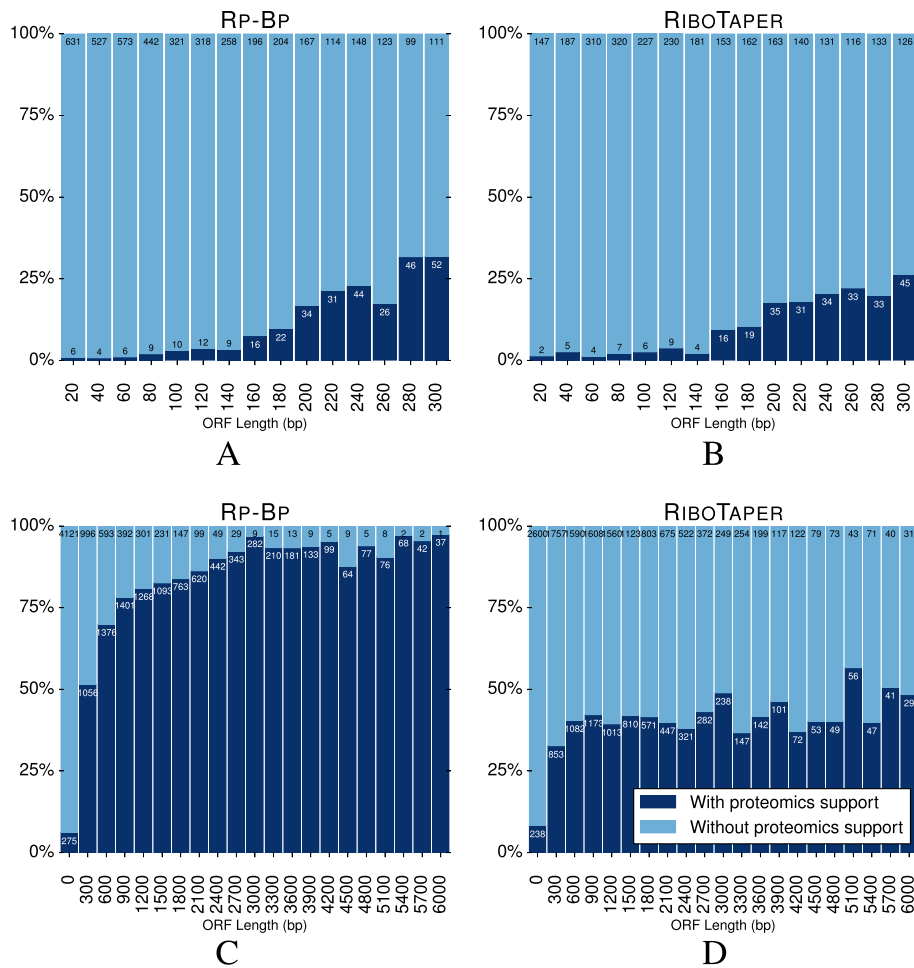 RP-BP
100%
75%
50%
25%
0%
631 527 573 442 321 318 258 196 204 167 114 148 123 99 111
6 4 6 9 10 12 9 16 22 34 31 44 26 46 52
20 40 60 80 100 120 140 160 180 200 220 240 260 280 300
ORF Length (bp)
A
RIBOTAPER
100%
75%
50%
25%
0%
147 187 310 320 227 230 181 153 162 163 140 131 116 133 126
2 5 4 7 6 9 4 16 19 35 31 34 33 33 45
20 40 60 80 100 120 140 160 180 200 220 240 260 280 300
ORF Length (bp)
B
RP-BP
100%
75%
50%
25%
0%
4121 996 593 392 301 231 147 99 49 29 9 15 13 9 5 9 5 8 2 2 1
275 1056 1376 1401 1268 1093 763 620 442 343 282 210 181 133 99 64 77 76 68 42 37
0 300 600 900 1200 1500 1800 2100 2400 2700 3000 3300 3600 3900 4200 4500 4800 5100 5400 5700 6000
ORF Length (bp)
C
RIBOTAPER
100%
75%
50%
25%
0%
2600 1757 1590 1608 1560 1123 803 675 522 372 249 254 199 117 122 79 73 43 71 40 31
238 853 1082 1173 1013 810 571 447 321 282 238 147 142 101 72 53 49 56 47 41 29
With proteomics support
Without proteomics support
0 300 600 900 1200 1500 1800 2100 2400 2700 3000 3300 3600 3900 4200 4500 4800 5100 5400 5700 6000
ORF Length (bp)
D